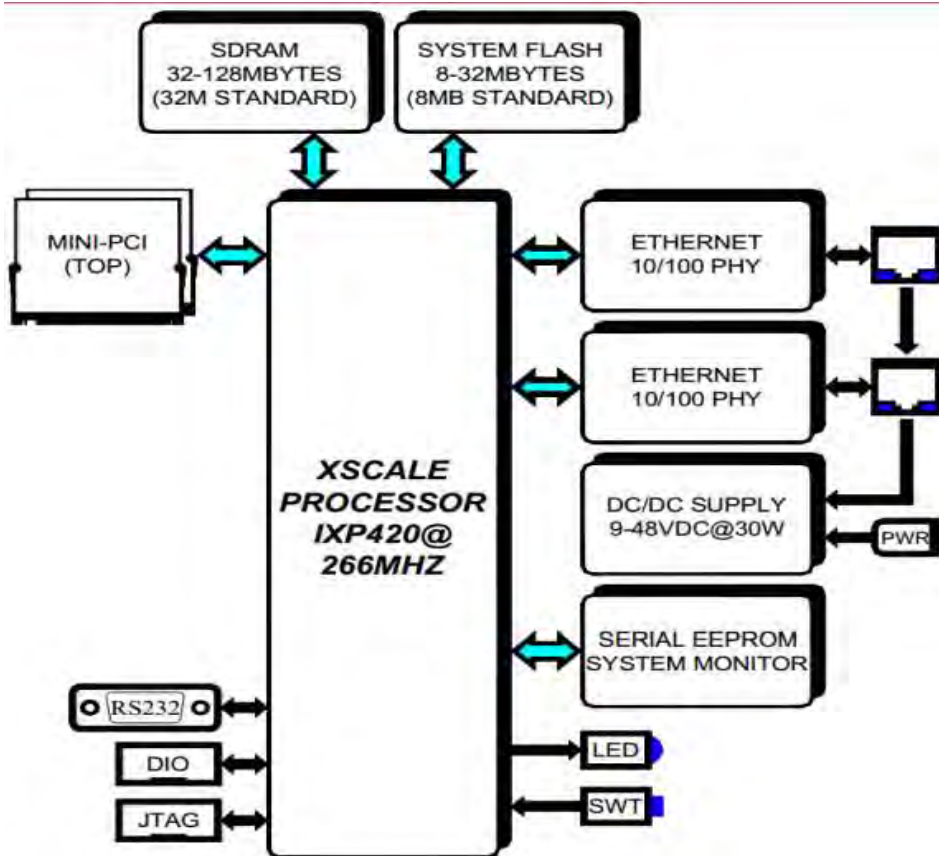 SDRAM
32-128MBYTES
(32M STANDARD)
SYSTEM FLASH
8-32MBYTES
(8MB STANDARD)
MINI-PCI
(TOP)
ETHERNET
10/100 PHY
ETHERNET
10/100 PHY
XSCALE
PROCESSOR
IXP420@
266MHZ
DC/DC SUPPLY
9-48VDC@30W
PWR
SERIAL EEPROM
SYSTEM MONITOR
RS232
DIO
JTAG
LED
SWT